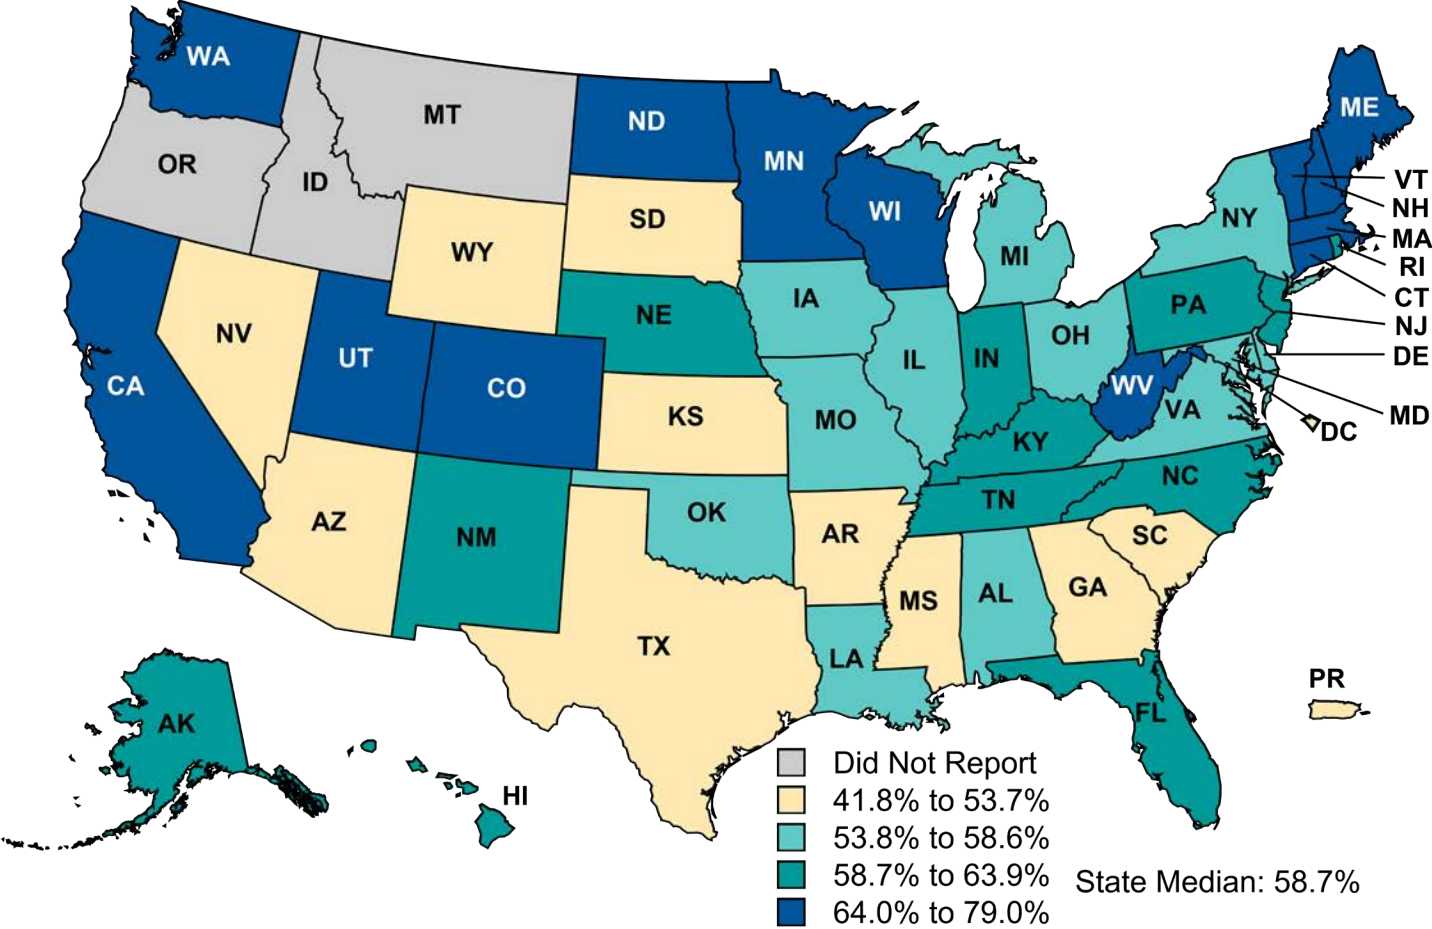 WA
MT
ND
MN
ME
OR
ID
SD
WI
VT
NH
NY
MA
WY
MI
RI
IA
NE
PA
CT
NV
OH
NJ
UT
IL
IN
DE
CA
CO
WV
KS
MO
VA
MD
KY
DC
AZ
NM
OK
AR
TN
NC
SC
MS
AL
GA
TX
LA
PR
AK
FL
HI
Did Not Report
41.8% to 53.7%
53.8% to 58.6%
58.7% to 63.9%
State Median: 58.7%
64.0% to 79.0%